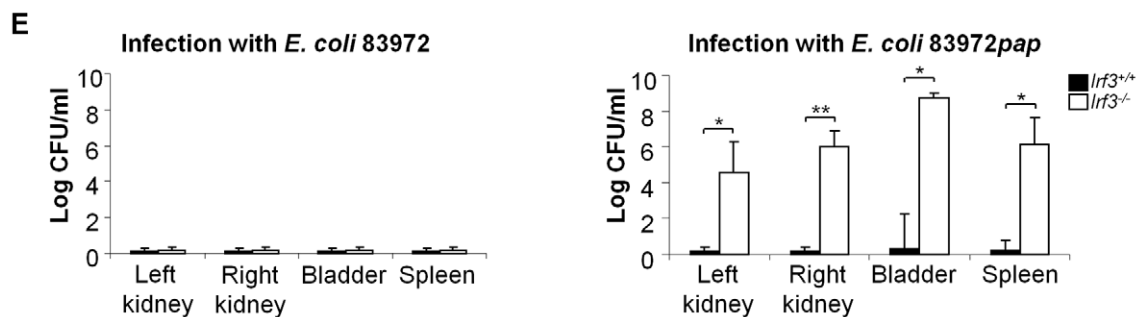 E
Infection with E. coli 83972
Log CFU/ml
10
8
6
4
2
0
Left kidney
Right kidney
Bladder
Spleen
Infection with E. coli 83972pap
Log CFU/ml
10
8
6
4
2
0
*
**
*
*
Left kidney
Right kidney
Bladder
Spleen
Irf3+/+
Irf3-/-